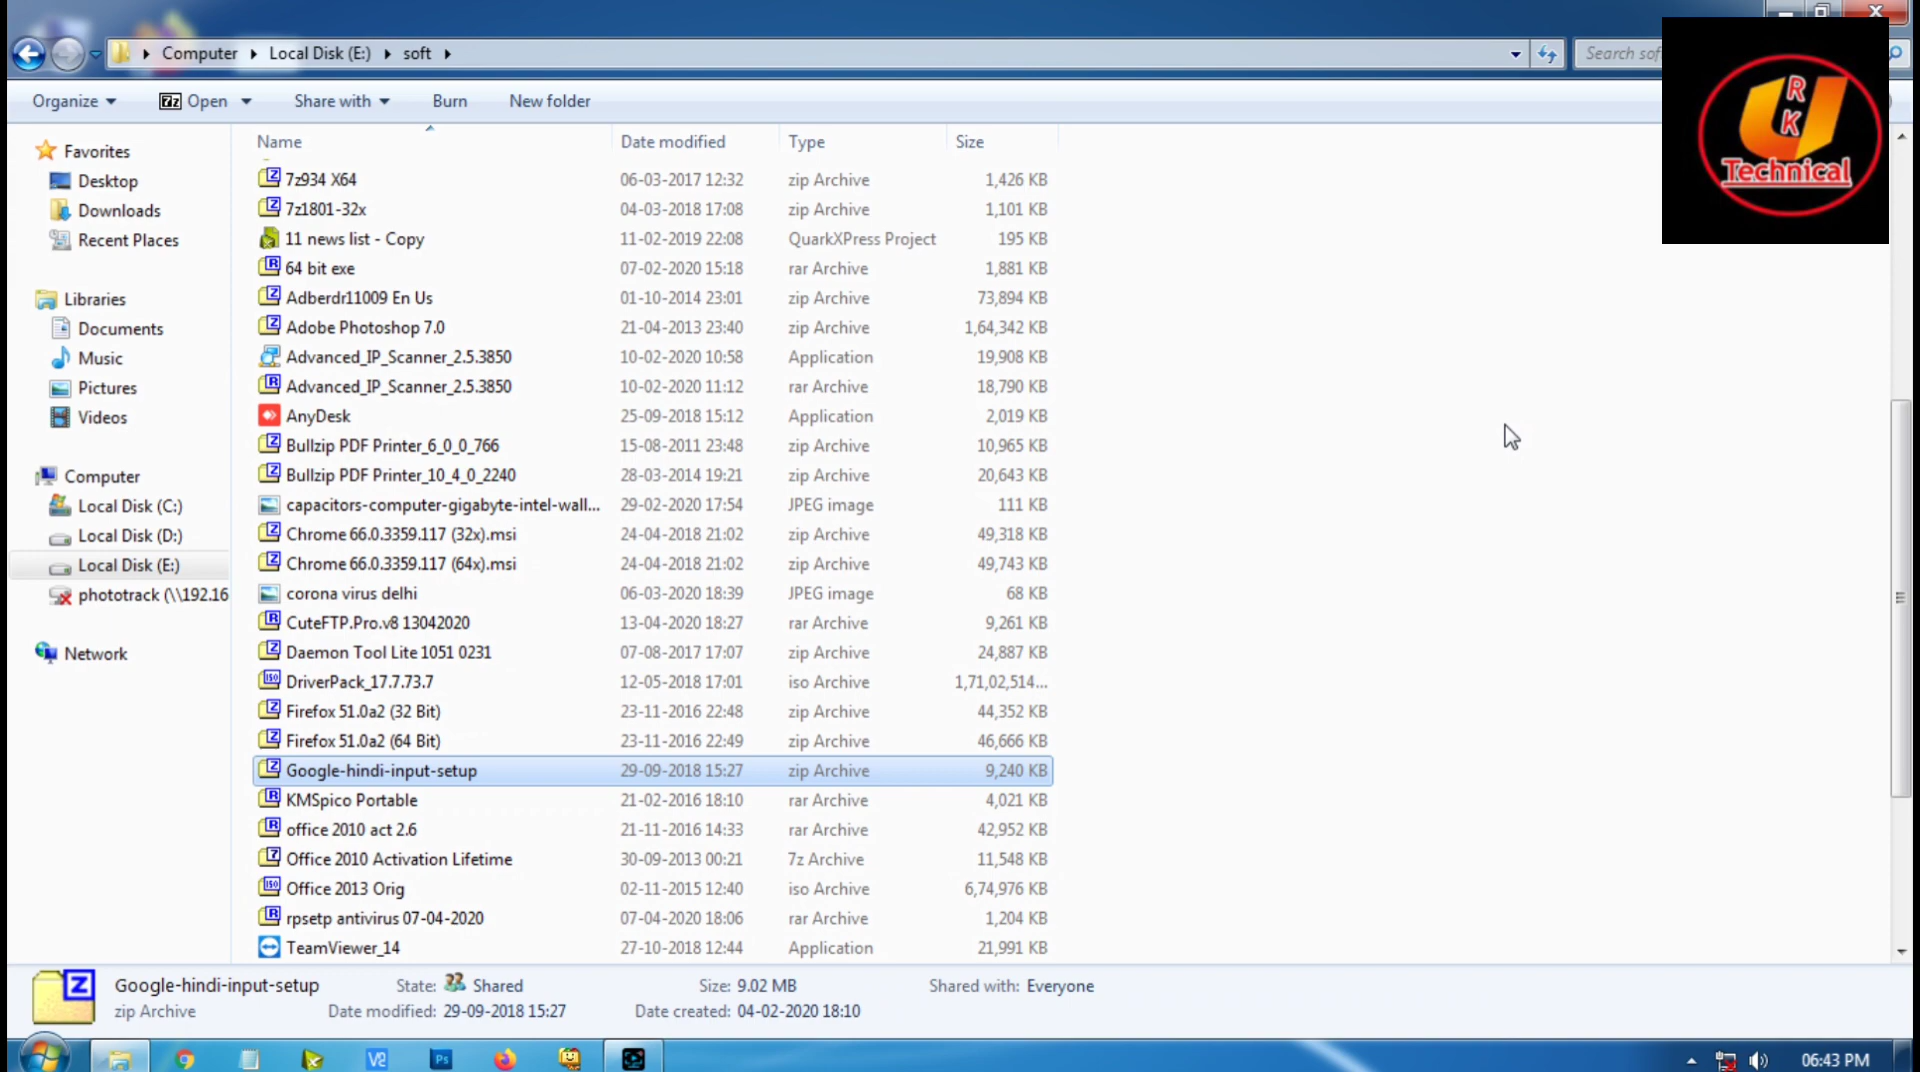 Computer Local Disk (E:) soft
Search sof
Organize Open Share with Burn New folder
R
K
Technical
Name Date modified Type Size
Favorites
Desktop
Downloads
Recent Places
Libraries
Documents
Music
Pictures
Videos
Computer
Local Disk (C:)
Local Disk (D:)
Local Disk (E:)
phototrack (\\192.16
Network
7z934 X64 06-03-2017 12:32 zip Archive 1,426 KB
7z1801-32x 04-03-2018 17:08 zip Archive 1,101 KB
11 news list - Copy 11-02-2019 22:08 QuarkXPress Project 195 KB
64 bit exe 07-02-2020 15:18 rar Archive 1,881 KB
Adberdr11009 En Us 01-10-2014 23:01 zip Archive 73,894 KB
Adobe Photoshop 7.0 21-04-2013 23:40 zip Archive 1,64,342 KB
Advanced_IP_Scanner_2.5.3850 10-02-2020 10:58 Application 19,908 KB
Advanced_IP_Scanner_2.5.3850 10-02-2020 11:12 rar Archive 18,790 KB
AnyDesk 25-09-2018 15:12 Application 2,019 KB
Bullzip PDF Printer_6_0_0_766 15-08-2011 23:48 zip Archive 10,965 KB
Bullzip PDF Printer_10_4_0_2240 28-03-2014 19:21 zip Archive 20,643 KB
capacitors-computer-gigabyte-intel-wall... 29-02-2020 17:54 JPEG image 111 KB
Chrome 66.0.3359.117 (32x).msi 24-04-2018 21:02 zip Archive 49,318 KB
Chrome 66.0.3359.117 (64x).msi 24-04-2018 21:02 zip Archive 49,743 KB
corona virus delhi 06-03-2020 18:39 JPEG image 68 KB
CuteFTP.Pro.v8 13042020 13-04-2020 18:27 rar Archive 9,261 KB
Daemon Tool Lite 1051 0231 07-08-2017 17:07 zip Archive 24,887 KB
DriverPack_17.7.73.7 12-05-2018 17:01 iso Archive 1,71,02,514...
Firefox 51.0a2 (32 Bit) 23-11-2016 22:48 zip Archive 44,352 KB
Firefox 51.0a2 (64 Bit) 23-11-2016 22:49 zip Archive 46,666 KB
Google-hindi-input-setup 29-09-2018 15:27 zip Archive 9,240 KB
KMSpico Portable 21-02-2016 18:10 rar Archive 4,021 KB
office 2010 act 2.6 21-11-2016 14:33 rar Archive 42,952 KB
Office 2010 Activation Lifetime 30-09-2013 00:21 7z Archive 11,548 KB
Office 2013 Orig 02-11-2015 12:40 iso Archive 6,74,976 KB
rpsetp antivirus 07-04-2020 07-04-2020 18:06 rar Archive 1,204 KB
TeamViewer_14 27-10-2018 12:44 Application 21,991 KB
Google-hindi-input-setup State: Shared Size: 9.02 MB Shared with: Everyone
zip Archive Date modified: 29-09-2018 15:27 Date created: 04-02-2020 18:10
06:43 PM